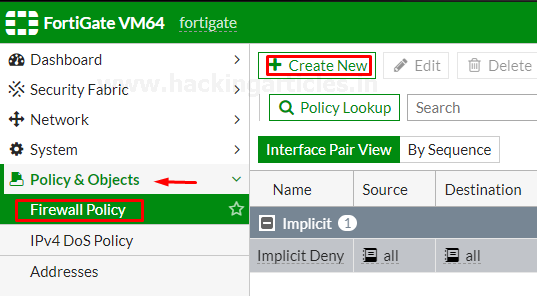 FortiGate VM64 fortigate
Dashboard
Security Fabric
Network
System
Policy & Objects
Firewall Policy
IPv4 DoS Policy
Addresses
Create New Edit Delete
www.hackingarticles.in
Policy Lookup Search
Interface Pair View By Sequence
Name Source Destination
Implicit 1
Implicit Deny all all